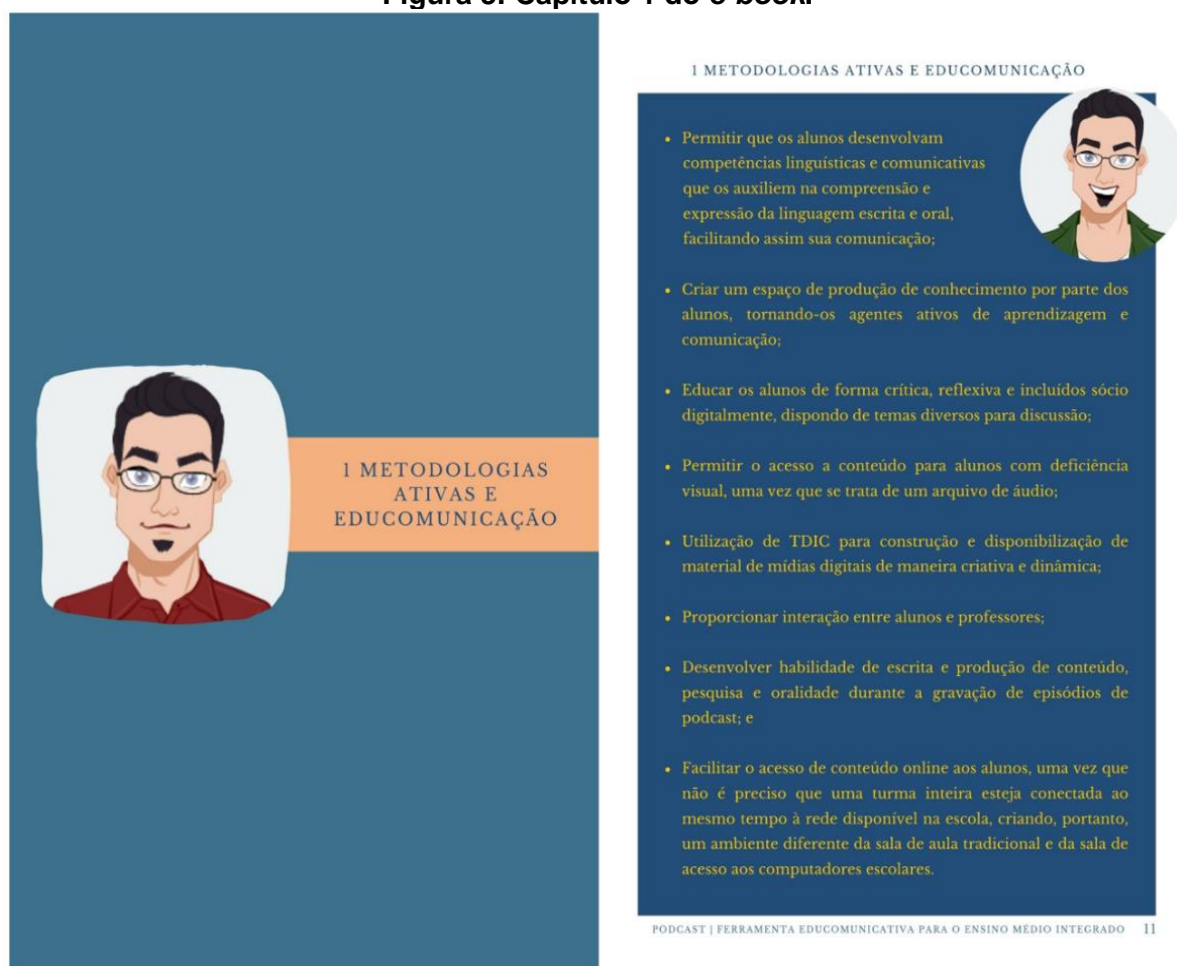 Figura 5: Capítulo 1 do e-book.
1 METODOLOGIAS
ATIVAS E
EDUCOMUNICAÇÃO
1 METODOLOGIAS ATIVAS E EDUCOMUNICAÇÃO
• Permitir que os alunos desenvolvam
competências linguísticas e comunicativas
que os auxiliem na compreensão e
expressão da linguagem escrita e oral,
facilitando assim sua comunicação;
• Criar um espaço de produção de conhecimento por parte dos
alunos, tornando-os agentes ativos de aprendizagem e
comunicação;
• Educar os alunos de forma crítica, reflexiva e incluídos sócio
digitalmente, dispondo de temas diversos para discussão;
• Permitir o acesso a conteúdo para alunos com deficiência
visual, uma vez que se trata de um arquivo de áudio;
• Utilização de TDIC para construção e disponibilização de
material de mídias digitais de maneira criativa e dinâmica;
• Proporcionar interação entre alunos e professores;
• Desenvolver habilidade de escrita e produção de conteúdo,
pesquisa e oralidade durante a gravação de episódios de
podcast; e
• Facilitar o acesso de conteúdo online aos alunos, uma vez que
não é preciso que uma turma inteira esteja conectada ao
mesmo tempo à rede disponível na escola, criando, portanto,
um ambiente diferente da sala de aula tradicional e da sala de
acesso aos computadores escolares.
PODCAST | FERRAMENTA EDUCOMUNICATIVA PARA O ENSINO MÉDIO INTEGRADO 11